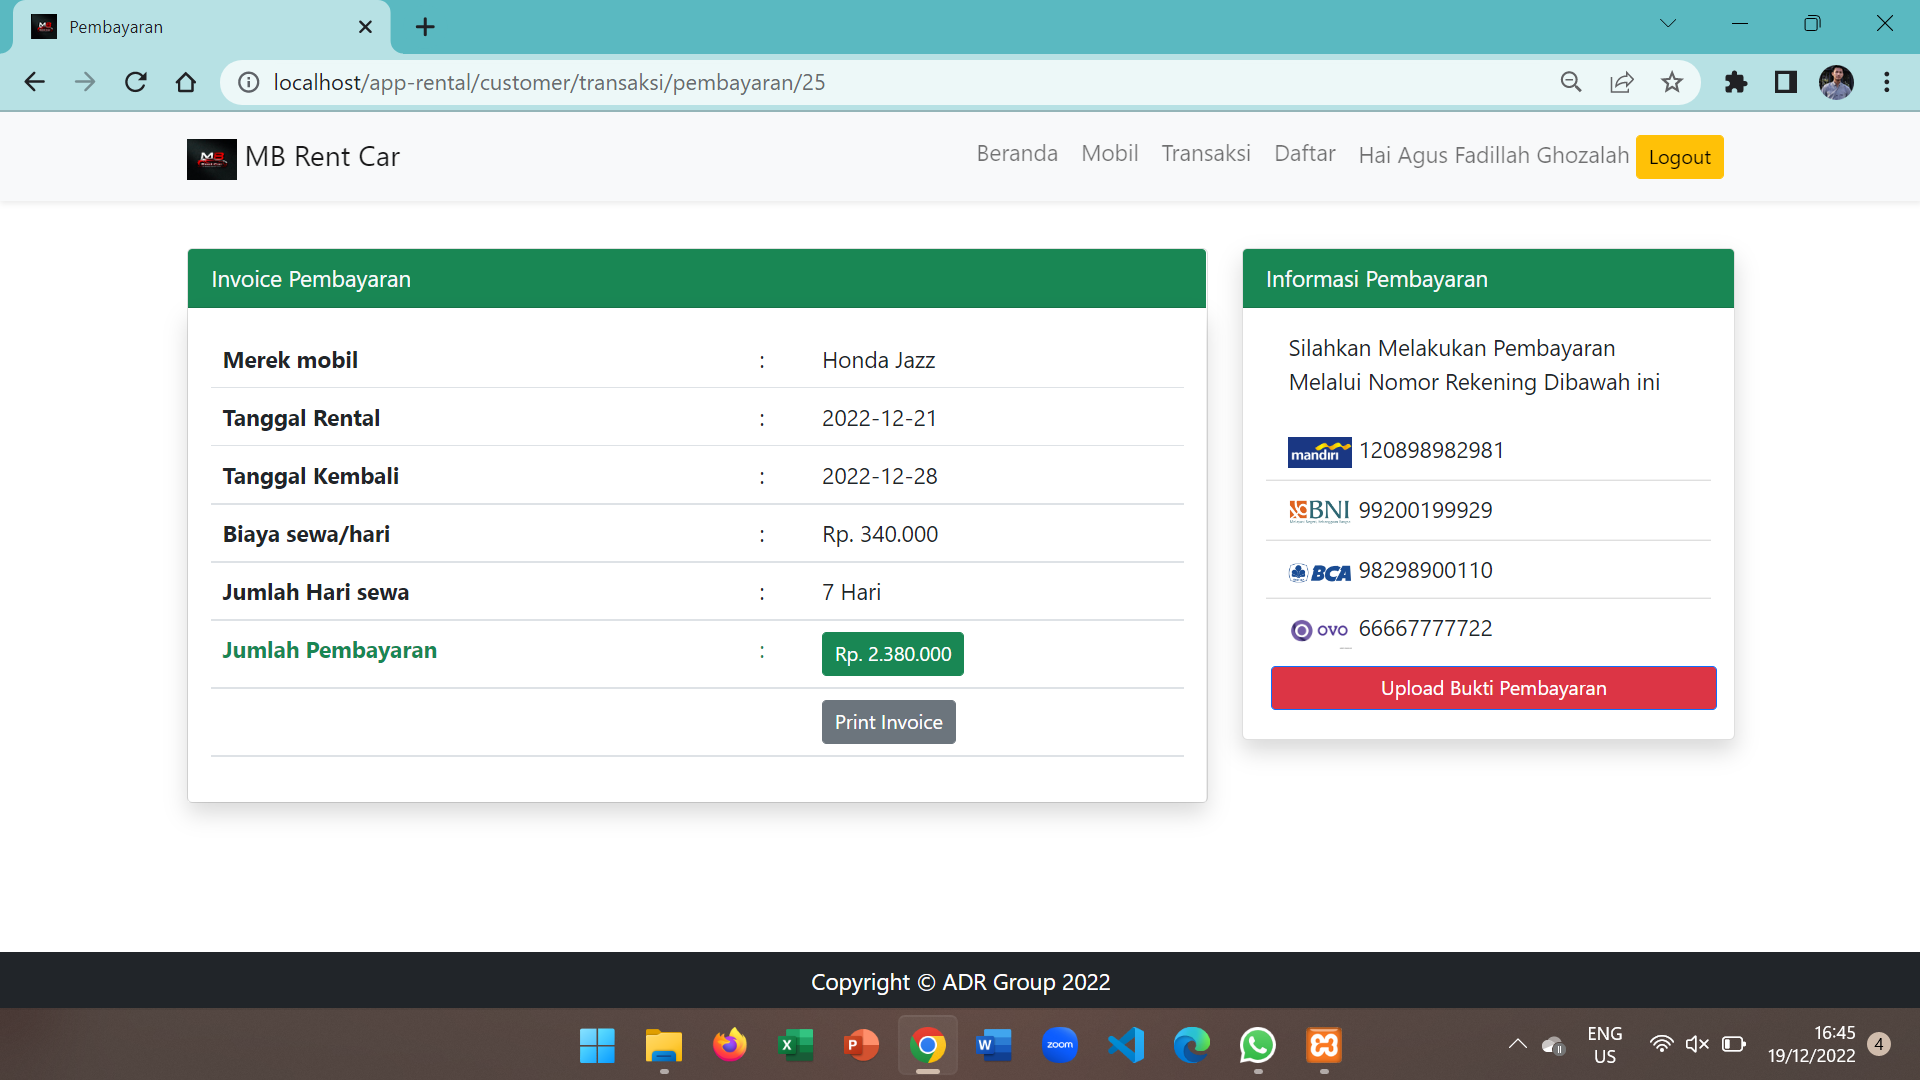 Pembayaran
localhost/app-rental/customer/transaksi/pembayaran/25
MB Rent Car
Beranda Mobil Transaksi Daftar Hai Agus Fadillah Ghozalah Logout
Invoice Pembayaran
Merek mobil : Honda Jazz
Tanggal Rental : 2022-12-21
Tanggal Kembali : 2022-12-28
Biaya sewa/hari : Rp. 340.000
Jumlah Hari sewa : 7 Hari
Jumlah Pembayaran : Rp. 2.380.000
Print Invoice
Informasi Pembayaran
Silahkan Melakukan Pembayaran
Melalui Nomor Rekening Dibawah ini
mandiri 120898982981
BNI 99200199929
BCA 98298900110
OVO 66667777722
Upload Bukti Pembayaran
Copyright © ADR Group 2022
zoom
ENG
US
16:45
19/12/2022
4